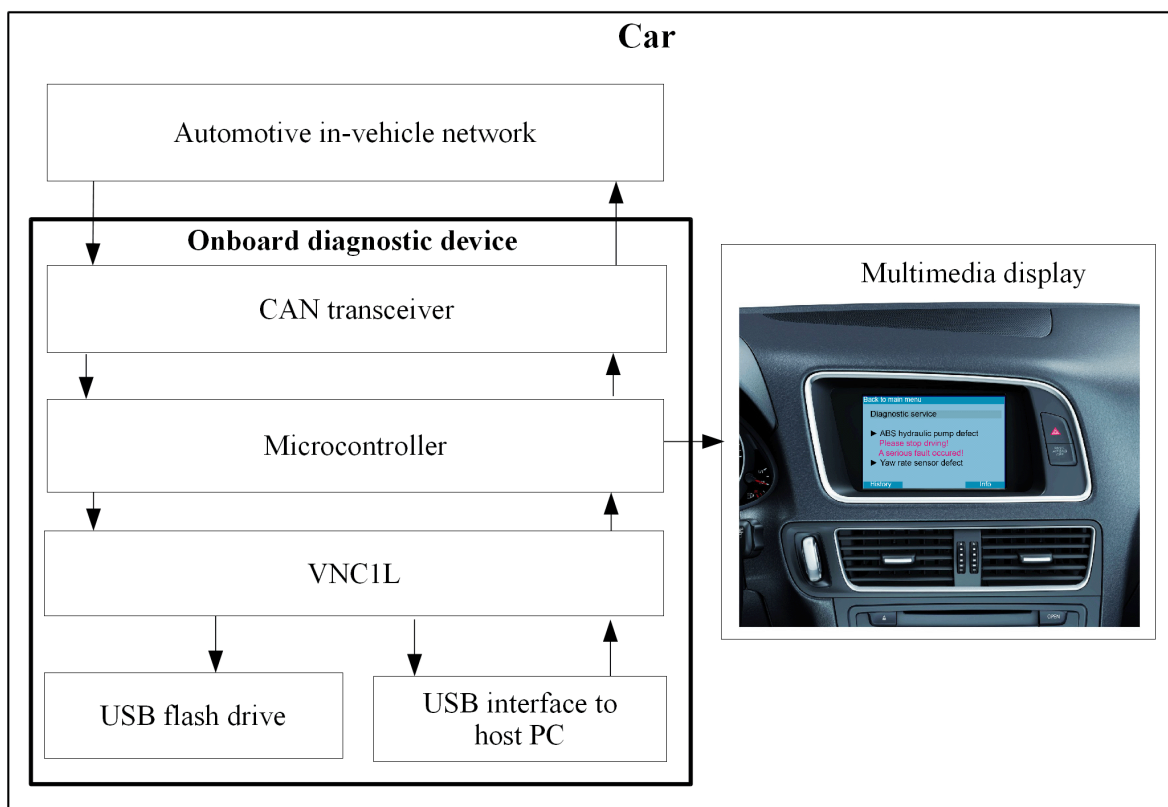 Car
Automotive in-vehicle network
Onboard diagnostic device
CAN transceiver
Microcontroller
VNC1L
USB flash drive
USB interface to
host PC
Multimedia display
Back to main menu
Diagnostic service
► ABS hydraulic pump defect
Please stop drving!
A serious fault occured!
► Yaw rate sensor defect
History
Info
OPEN